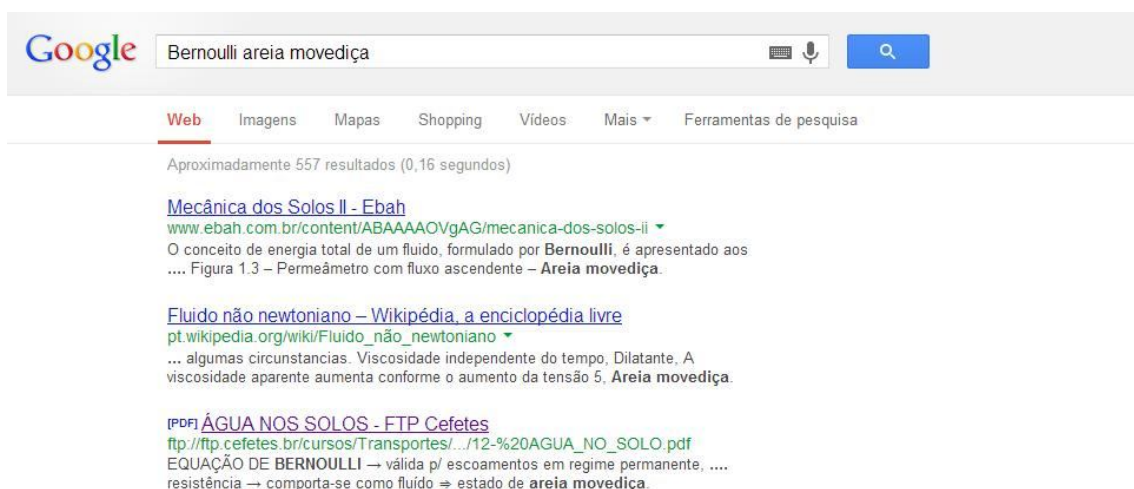 Google Bernoulli areia movediça
Web Imagens Mapas Shopping Vídeos Mais Ferramentas de pesquisa
Aproximadamente 557 resultados (0,16 segundos)
Mecânica dos Solos II - Ebah
www.ebah.com.br/content/ABAAAAOVgAG/mecanica-dos-solos-ii
O conceito de energia total de um fluido, formulado por Bernoulli, é apresentado aos
.... Figura 1.3 – Permeâmetro com fluxo ascendente – Areia movediça.
Fluido não newtoniano – Wikipédia, a enciclopédia livre
pt.wikipedia.org/wiki/Fluido_não_newtoniano
... algumas circunstancias. Viscosidade independente do tempo, Dilatante, A
viscosidade aparente aumenta conforme o aumento da tensão 5, Areia movediça.
[PDF] ÁGUA NOS SOLOS - FTP Cefetes
ftp://ftp.cefetes.br/cursos/Transportes/.../12-%20AGUA_NO_SOLO.pdf
EQUAÇÃO DE BERNOULLI → válida p/ escoamentos em regime permanente, ....
resistência → comporta-se como fluído ⇒ estado de areia movediça.